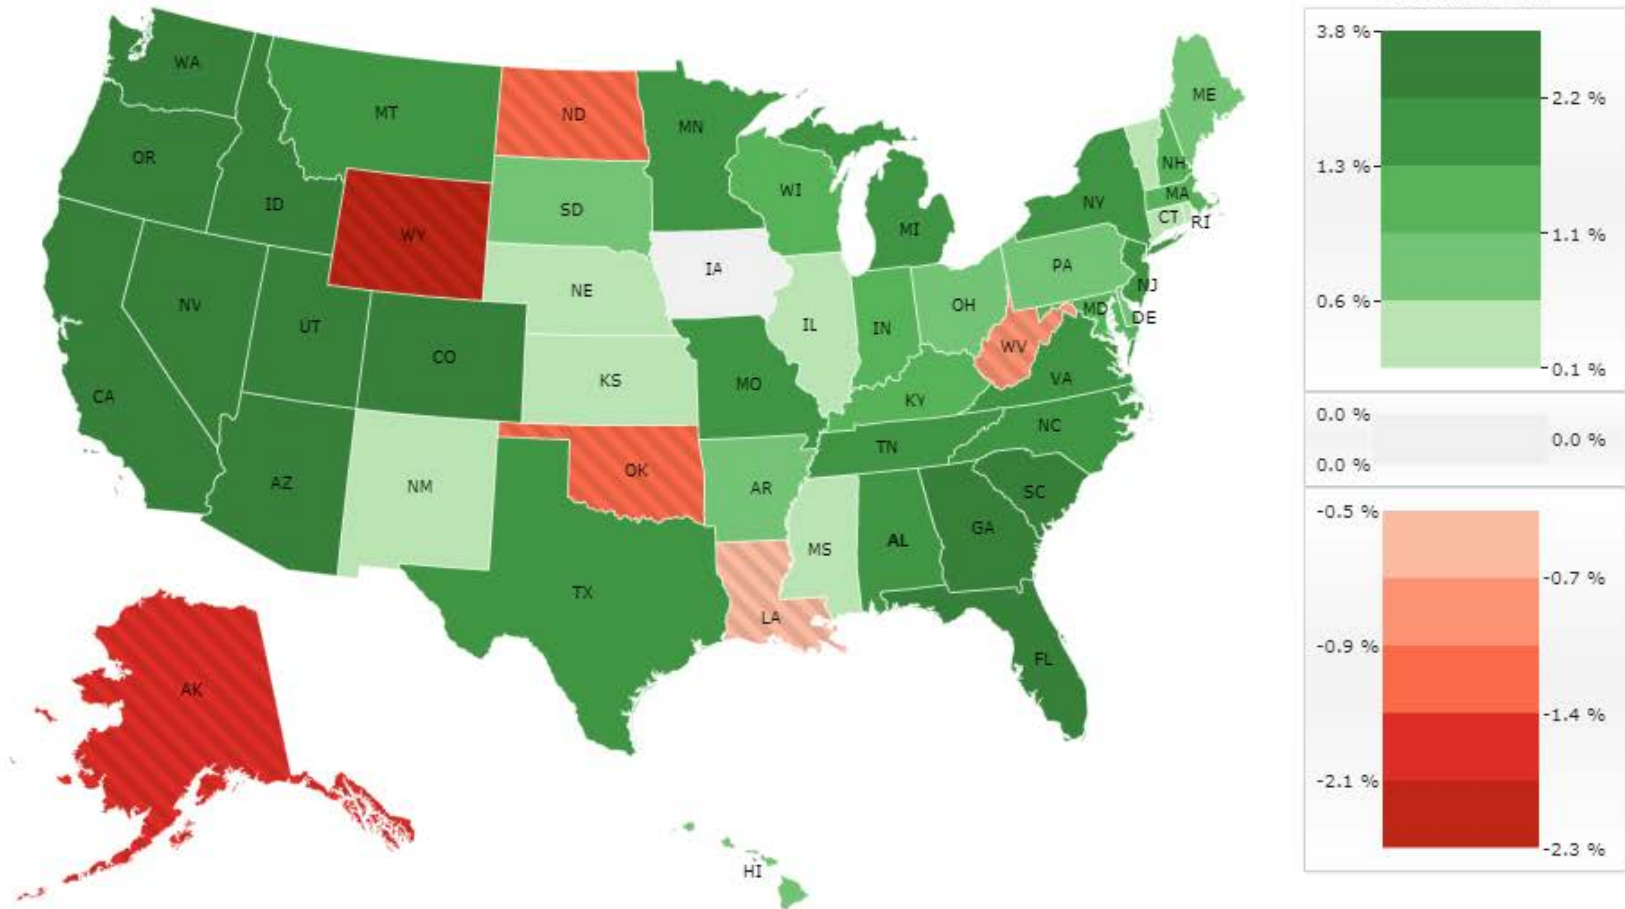 WA
MT
ND
MN
OR
ID
WY
SD
WI
MI
NY
ME
NH
MA
CT
RI
NV
UT
CO
NE
IA
IL
IN
OH
PA
NJ
MD
DE
WV
VA
CA
KS
MO
KY
NC
TN
AZ
NM
OK
AR
SC
MS
AL
GA
TX
LA
FL
AK
HI
3.8 %
2.2 %
1.3 %
1.1 %
0.6 %
0.1 %
0.0 %
0.0 %
0.0 %
-0.5 %
-0.7 %
-0.9 %
-1.4 %
-2.1 %
-2.3 %